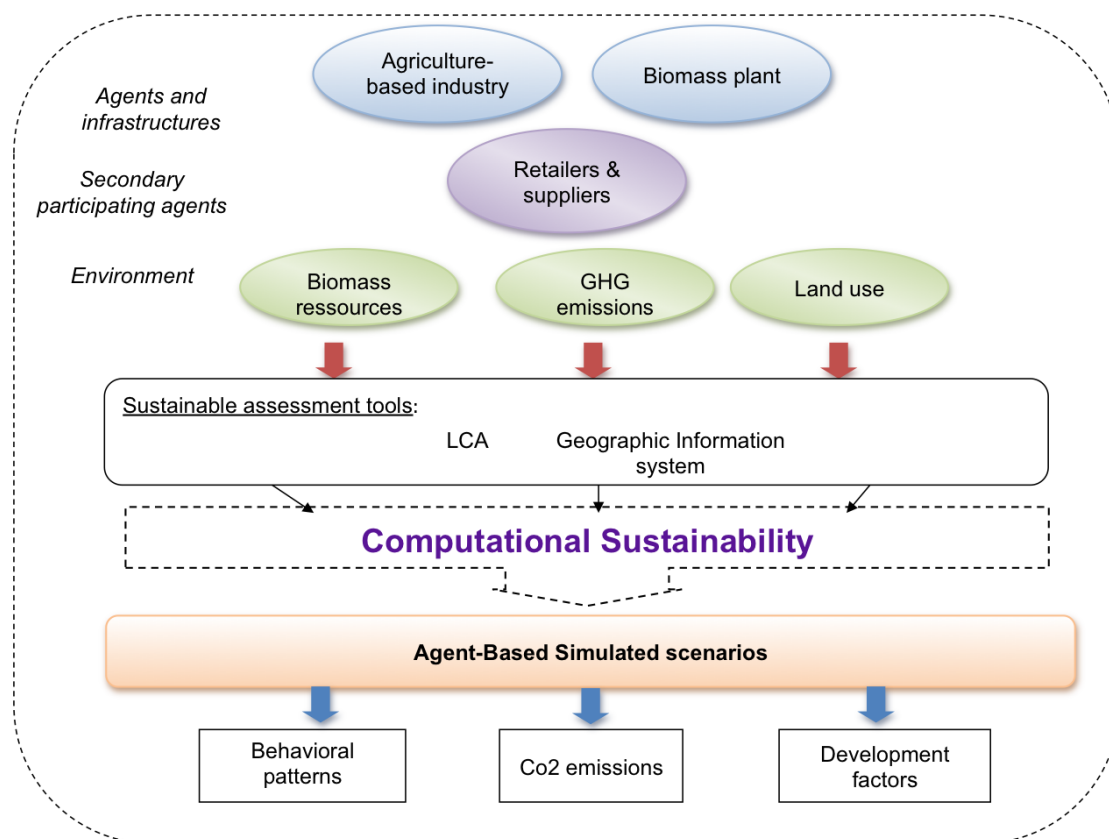 Agriculture-
based industry
Biomass plant
Agents and
infrastructures
Retailers &
suppliers
Secondary
participating agents
Environment
Biomass
ressources
GHG
emissions
Land use
Sustainable assessment tools:
LCA
Geographic Information
system
Computational Sustainability
Agent-Based Simulated scenarios
Behavioral
patterns
Co2 emissions
Development
factors